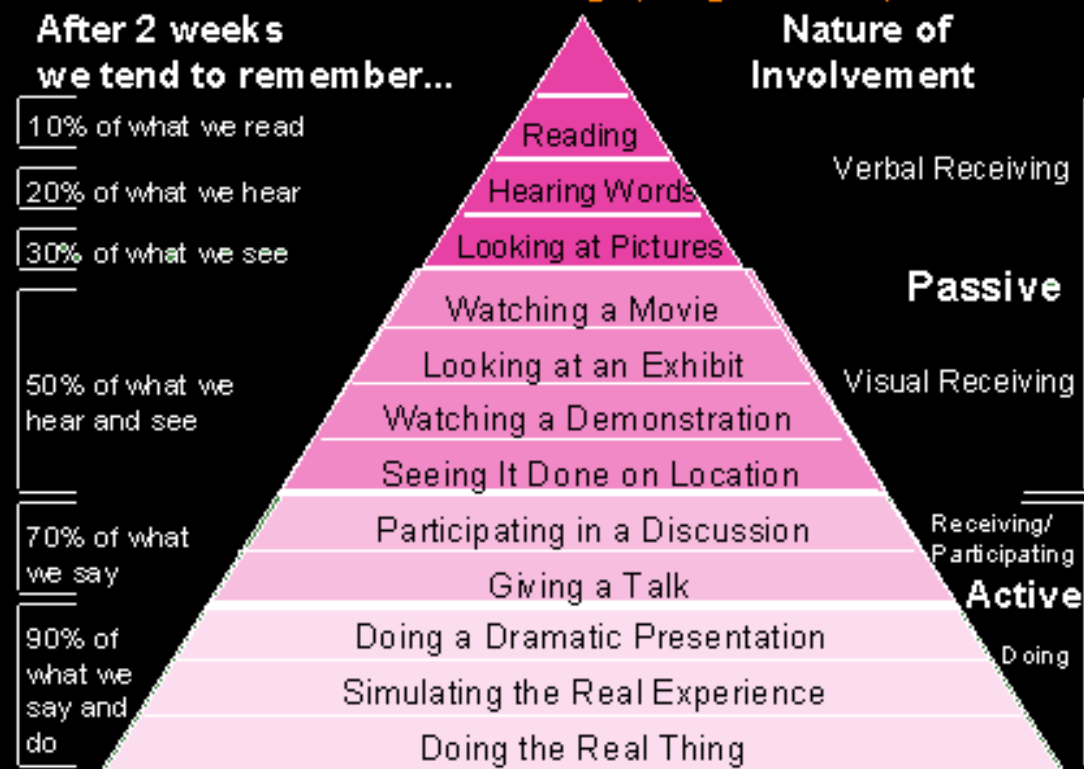 After 2 weeks
we tend to remember...
Nature of
Involvement
10% of what we read
Reading
Verbal Receiving
20% of what we hear
Hearing Words
30% of what we see
Looking at Pictures
Passive
50% of what we
hear and see
Watching a Movie
Looking at an Exhibit
Watching a Demonstration
Seeing It Done on Location
Visual Receiving
70% of what
we say
Participating in a Discussion
Giving a Talk
Receiving/
Participating
Active
90% of
what we
say and
do
Doing a Dramatic Presentation
Simulating the Real Experience
Doing the Real Thing
Doing